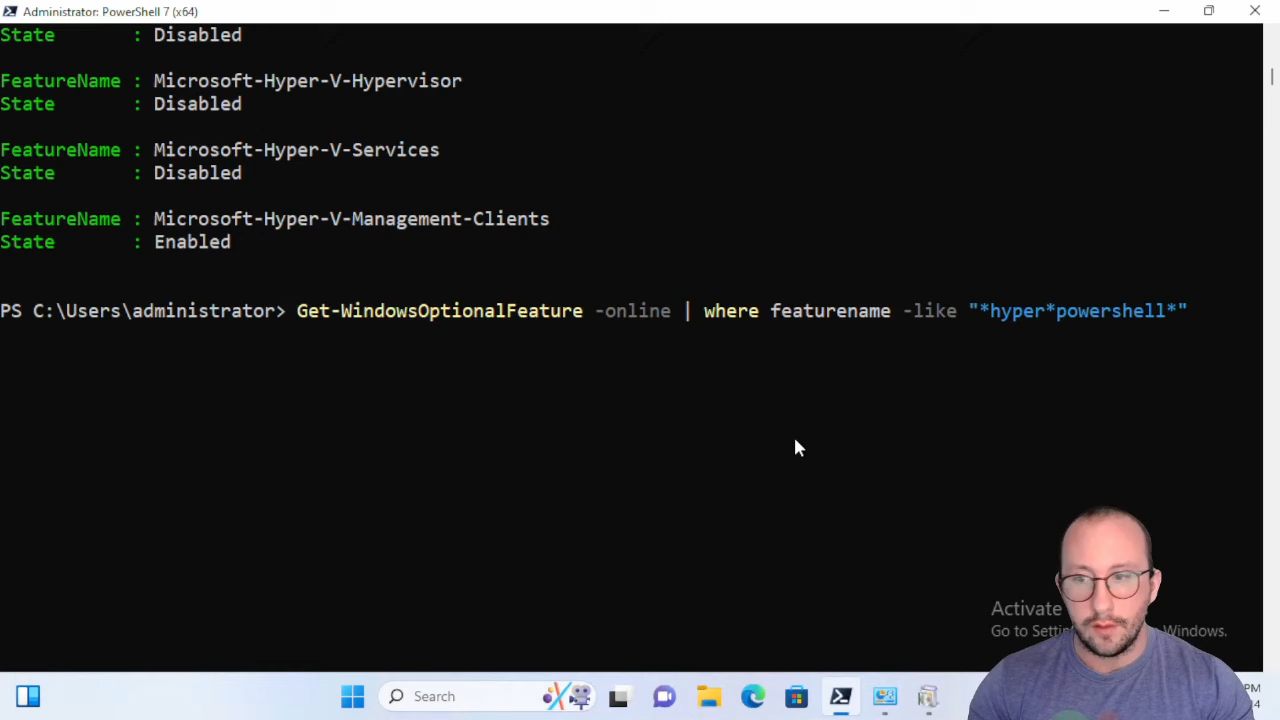 Administrator: PowerShell 7 (x64)
State : Disabled
FeatureName : Microsoft-Hyper-V-Hypervisor
State : Disabled
FeatureName : Microsoft-Hyper-V-Services
State : Disabled
FeatureName : Microsoft-Hyper-V-Management-Clients
State : Enabled
PS C:\Users\administrator> Get-WindowsOptionalFeature -online | where featurename -like "*hyper*powershell*"
Activate
Go to Windows.
Search
PM